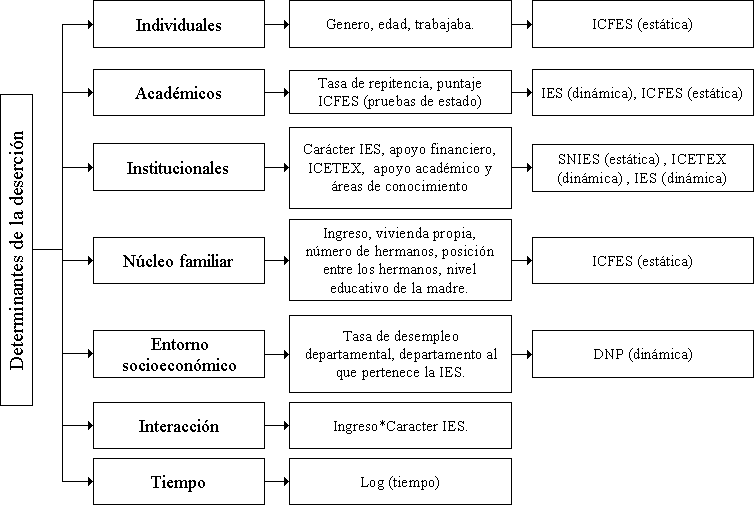 Determinantes de la deserción
Individuales
Genero, edad, trabajaba.
ICFES (estática)
Académicos
Tasa de repitencia, puntaje
ICFES (pruebas de estado)
IES (dinámica), ICFES (estática)
Institucionales
Carácter IES, apoyo financiero,
ICETEX, apoyo académico y
áreas de conocimiento
SNIES (estática) , ICETEX
(dinámica) , IES (dinámica)
Núcleo familiar
Ingreso, vivienda propia,
número de hermanos, posición
entre los hermanos, nivel
educativo de la madre.
ICFES (estática)
Entorno
socioeconómico
Tasa de desempleo
departamental, departamento al
que pertenece la IES.
DNP (dinámica)
Interacción
Ingreso*Caracter IES.
Tiempo
Log (tiempo)